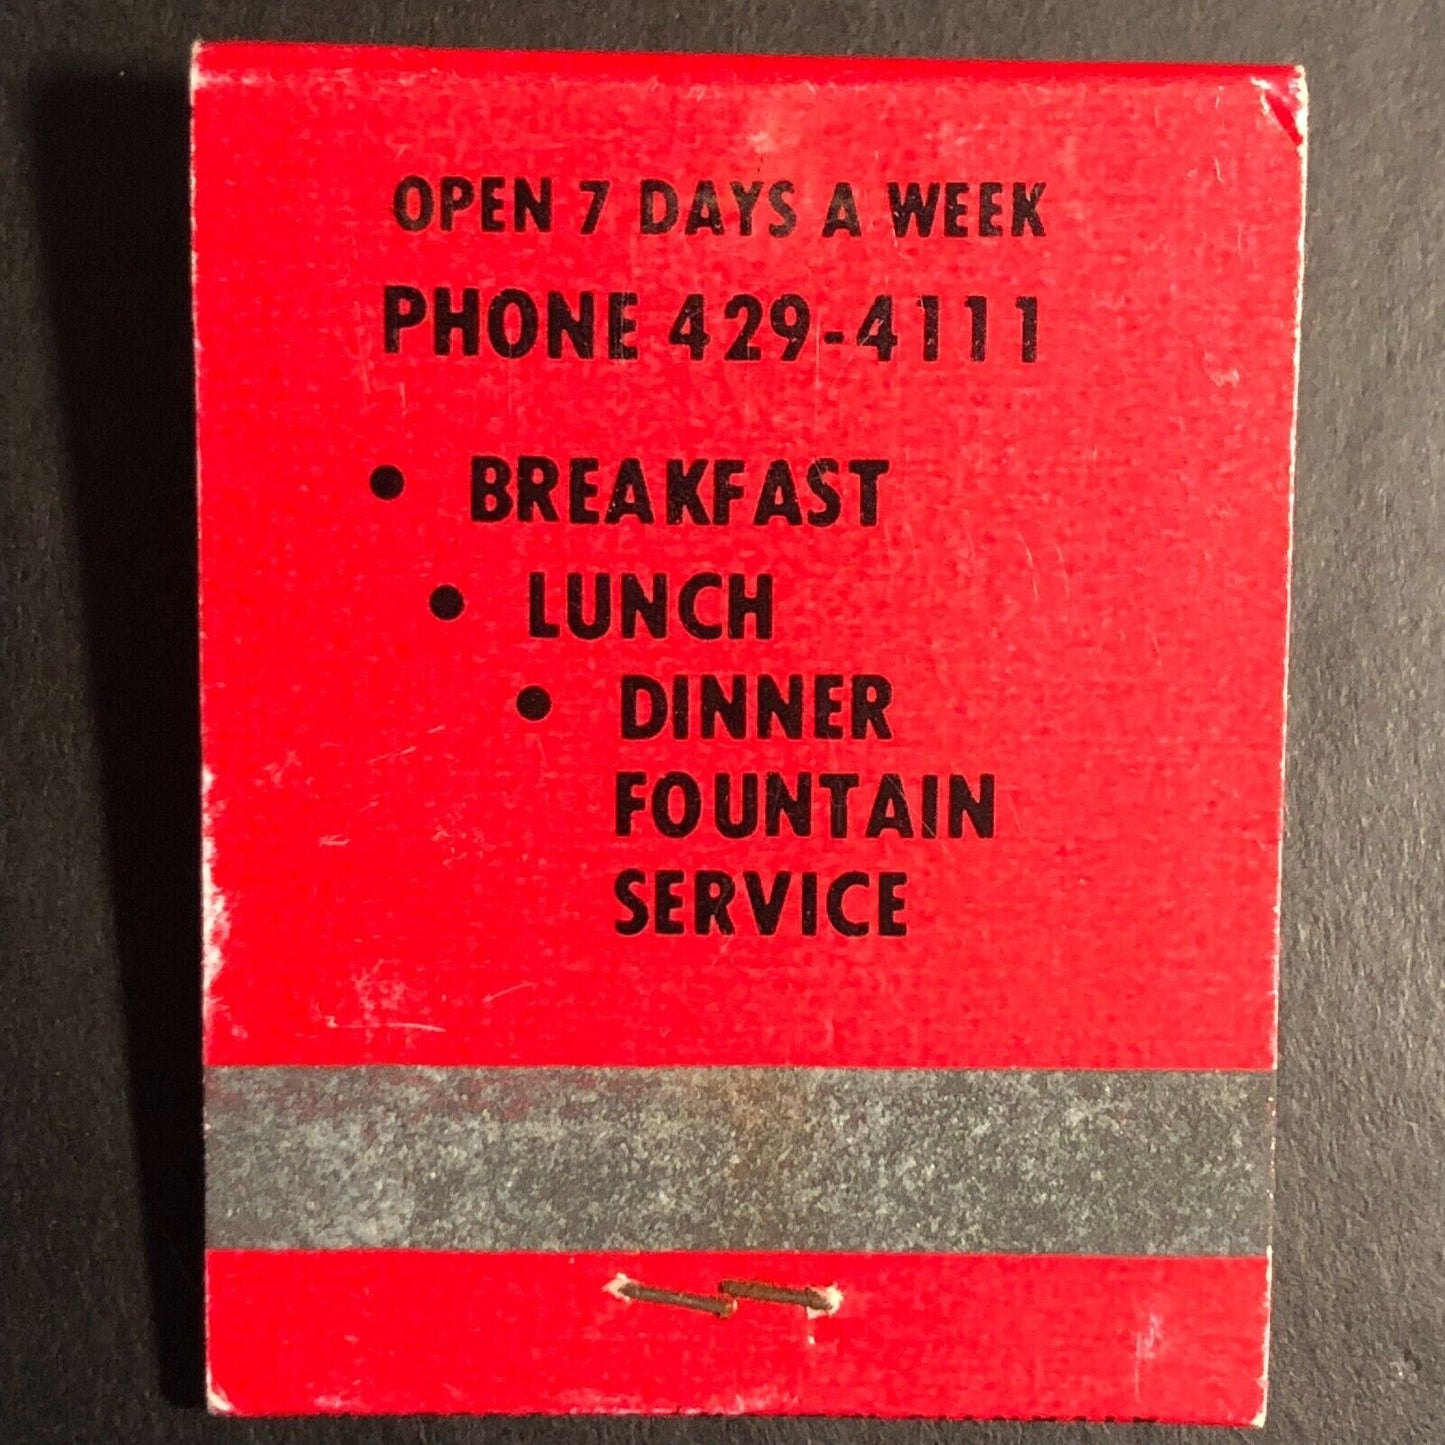 OPEN 7 DAYS A WEEK
PHONE 429-4111
• BREAKFAST
• LUNCH
• DINNER
FOUNTAIN
SERVICE